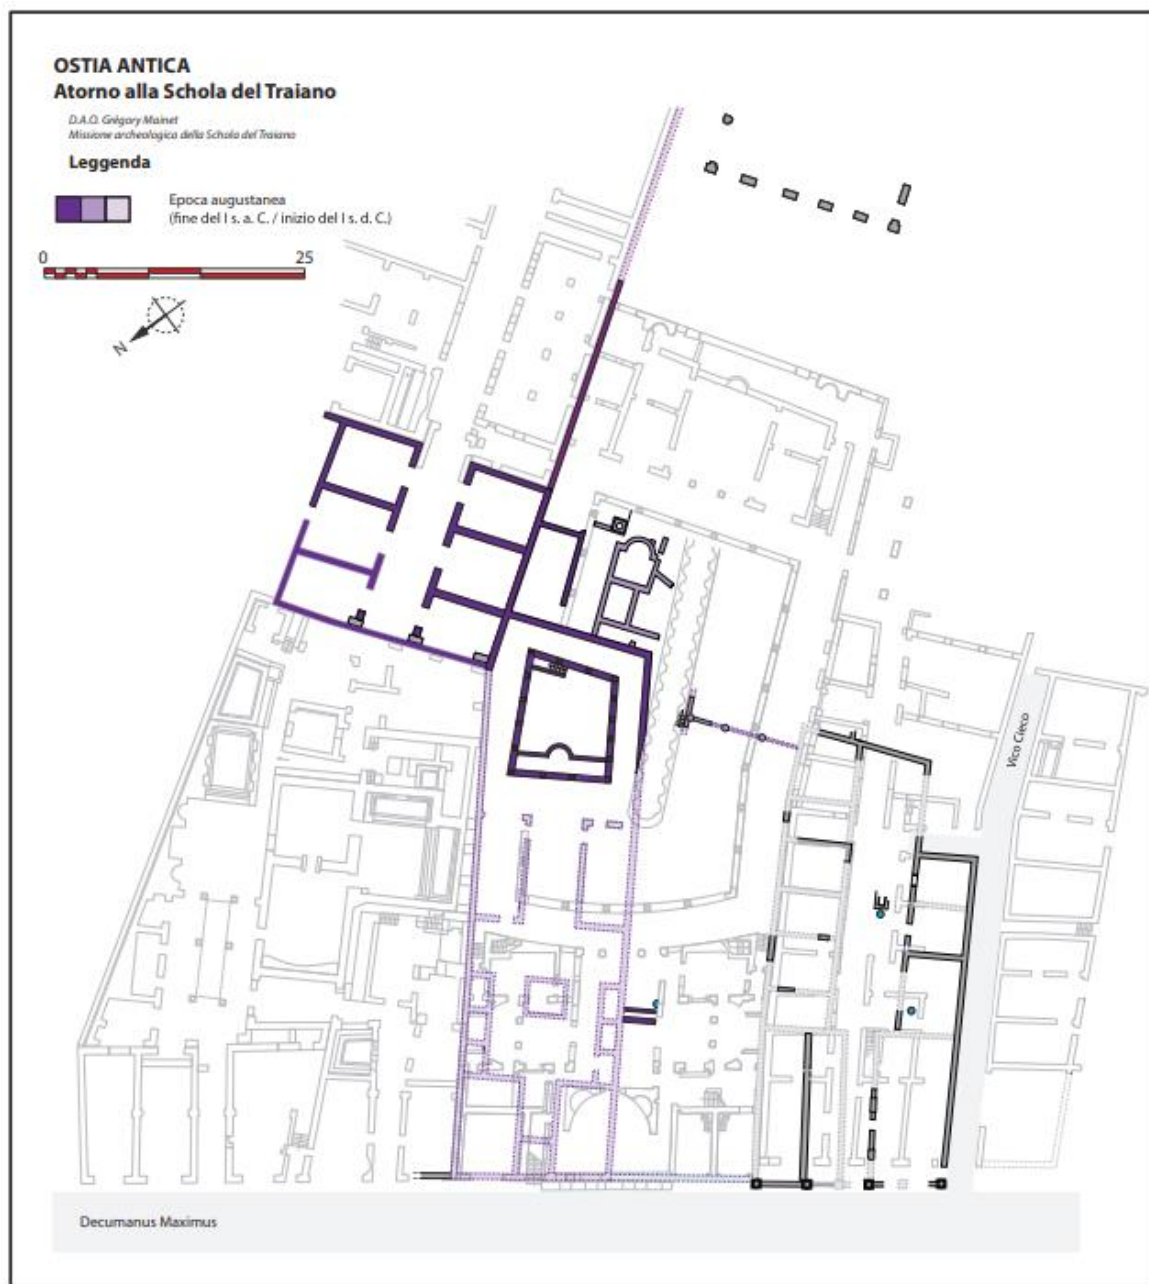 OSTIA ANTICA
Atorno alla Schola del Traiano
D.A.O. Grégory Mainet
Missione archeologica della Schola del Traiano
Leggenda
Epoca augustanea
(fine del I s. a. C. / inizio del I s. d. C.)
0 25
N
Vico Cieco
Decumanus Maximus